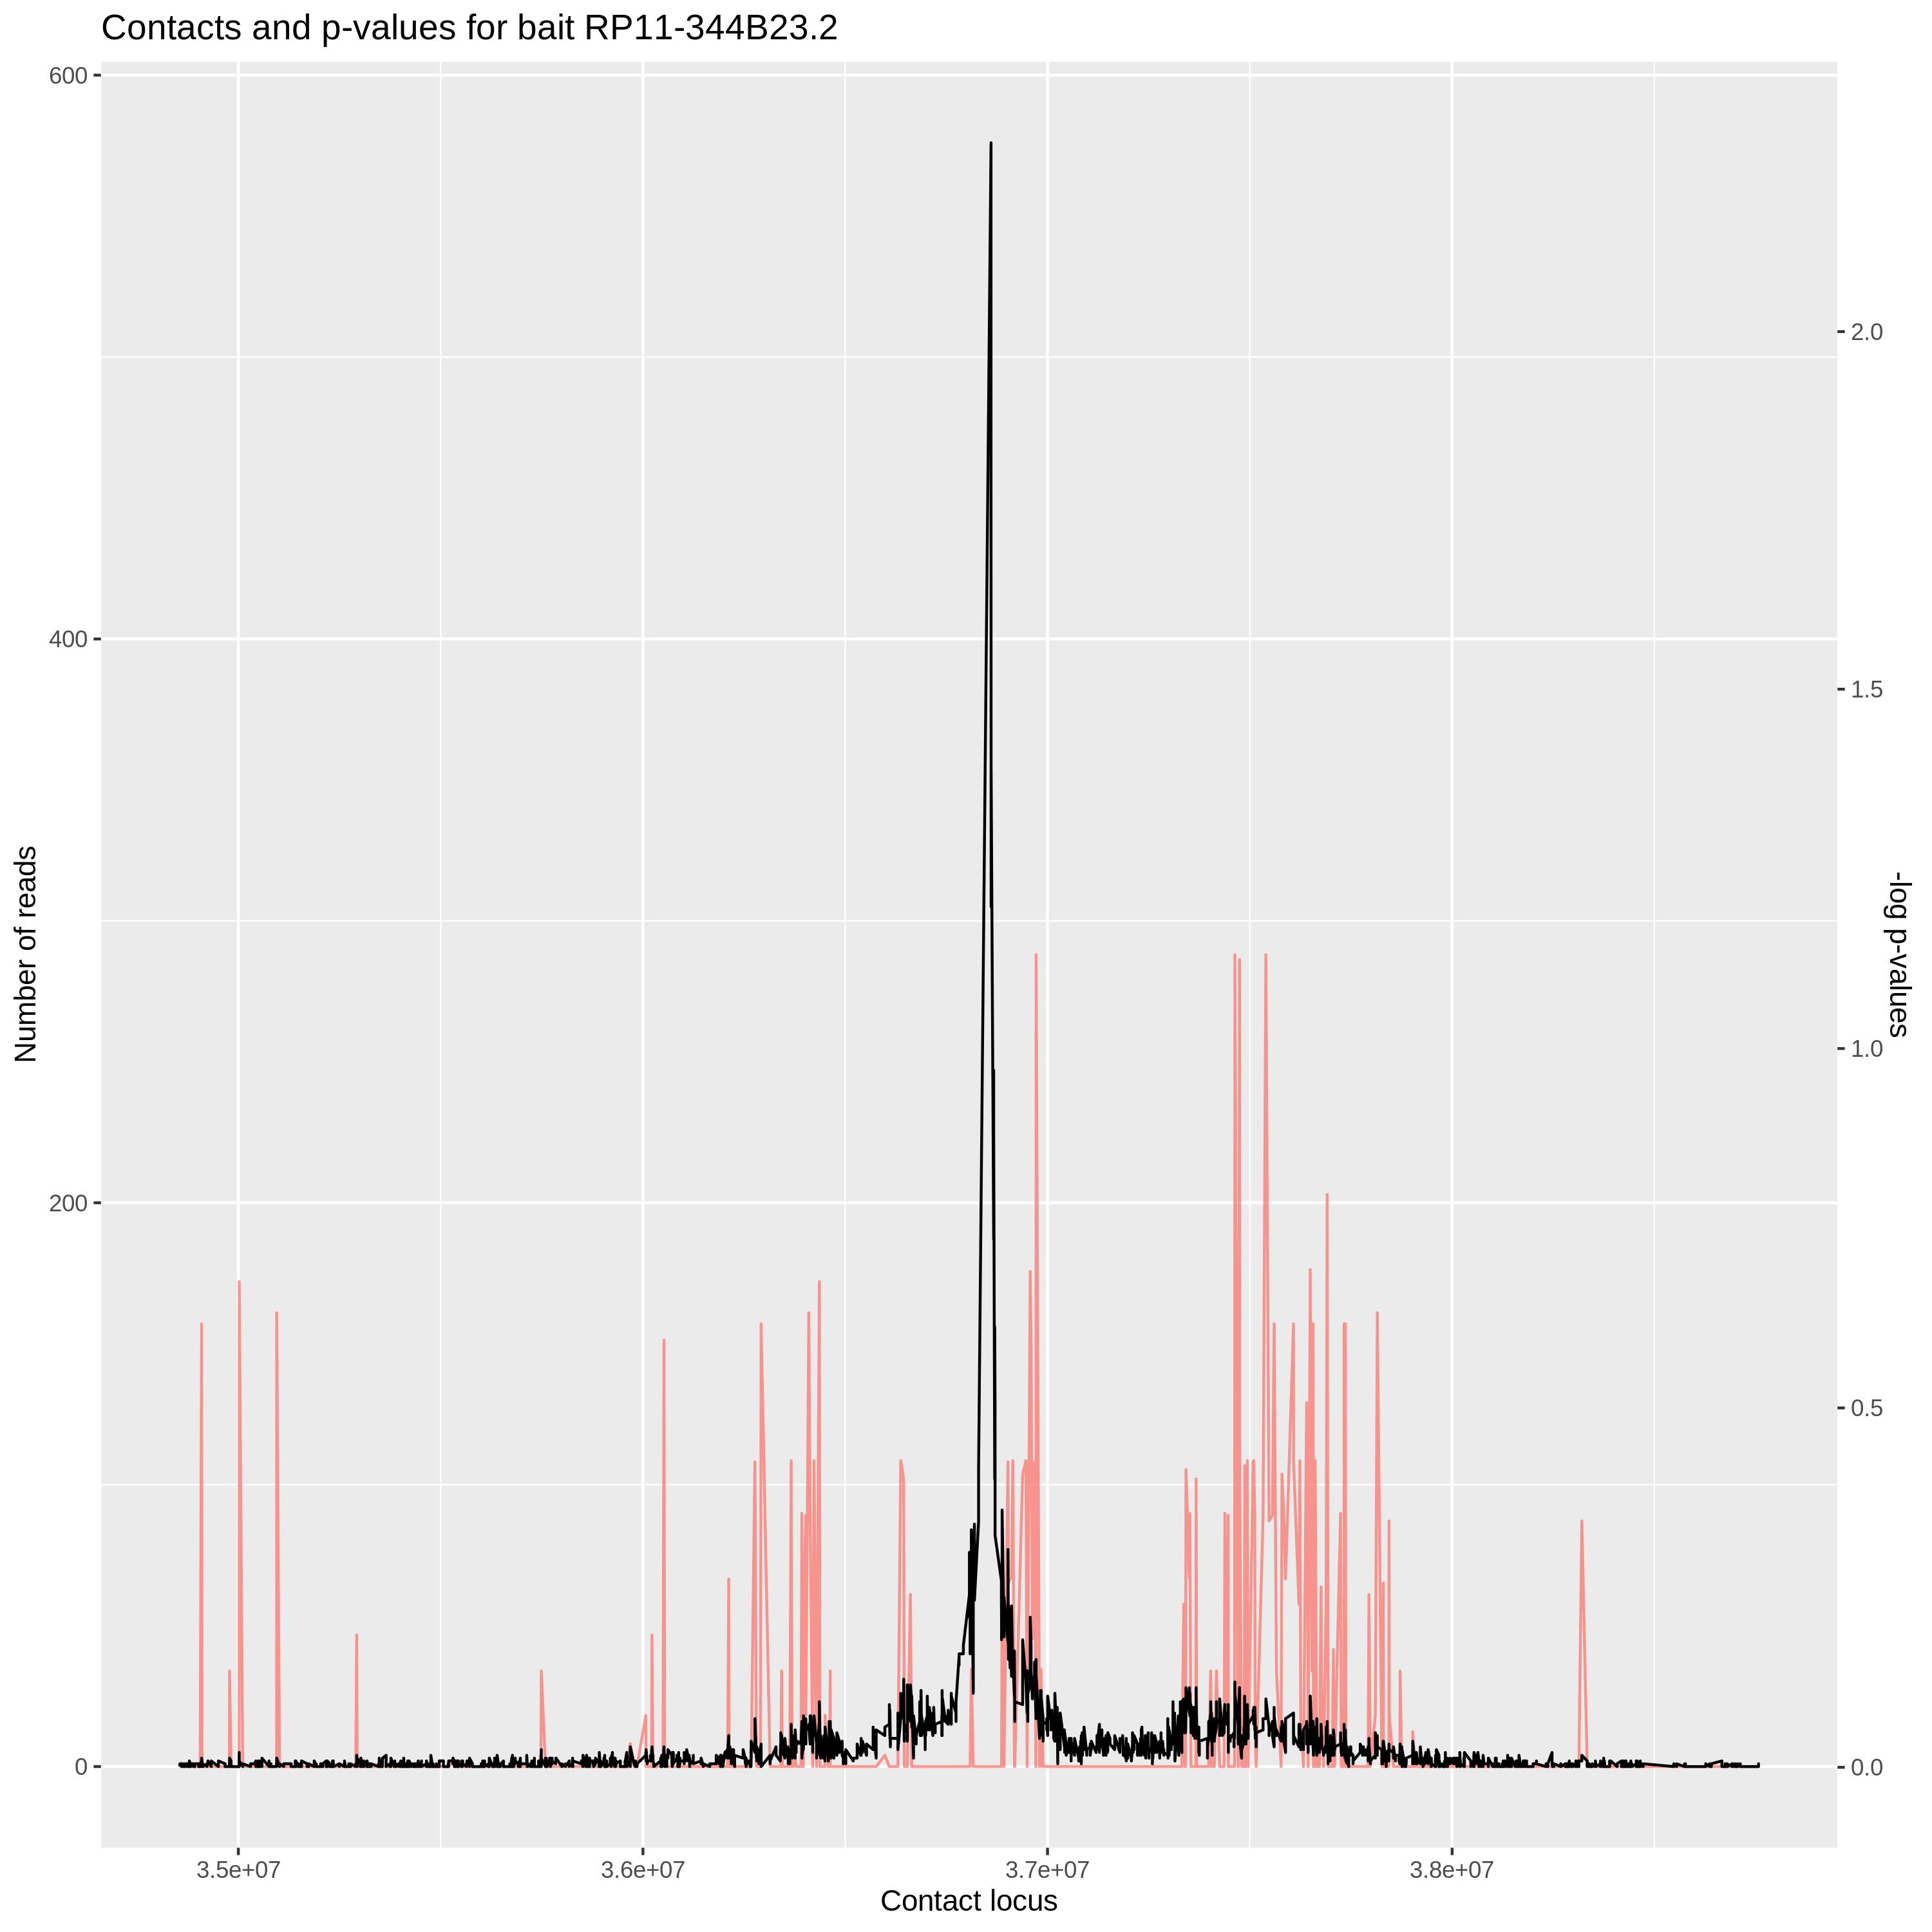 Contacts and p-values for bait RP11-344B23.2
600
400
200
0
Number of reads
2.0
1.5
1.0
0.5
0.0
-log p-values
3.5e+07
3.6e+07
3.7e+07
3.8e+07
Contact locus